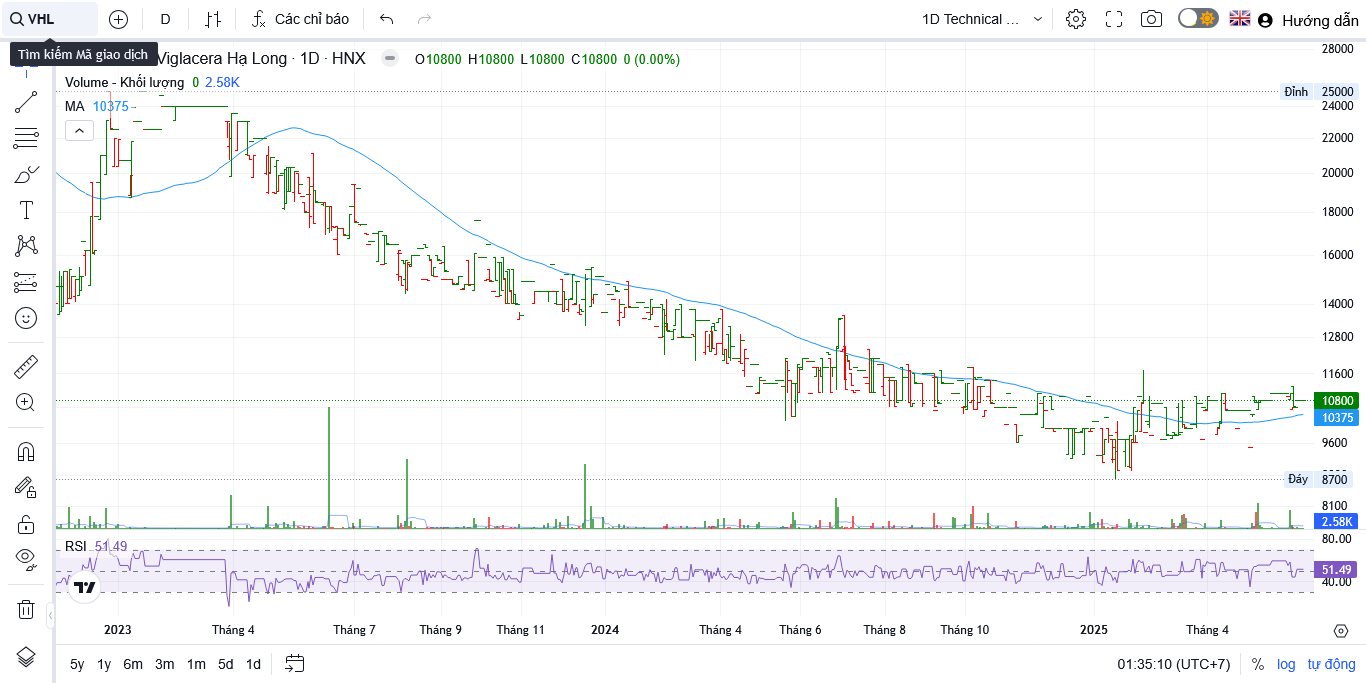 VHL
D
Các chỉ báo
1D Technical ...
Hướng dẫn
Tìm kiếm Mã giao dịch
Viglacera Hạ Long · 1D · HNX
O10800 H10800 L10800 C10800 0 (0.00%)
Volume - Khối lượng 0 2.58K
MA 10375
28000
Đỉnh 25000
24000
22000
20000
18000
16000
14000
12800
11600
10800
10375
9600
Đáy 8700
8100
2.58K
RSI 51.49
80.00
51.49
40.00
2023 Tháng 4 Tháng 7 Tháng 9 Tháng 11 2024 Tháng 4 Tháng 6 Tháng 8 Tháng 10 2025 Tháng 4
5y 1y 6m 3m 1m 5d 1d
01:35:10 (UTC+7) % log tự động